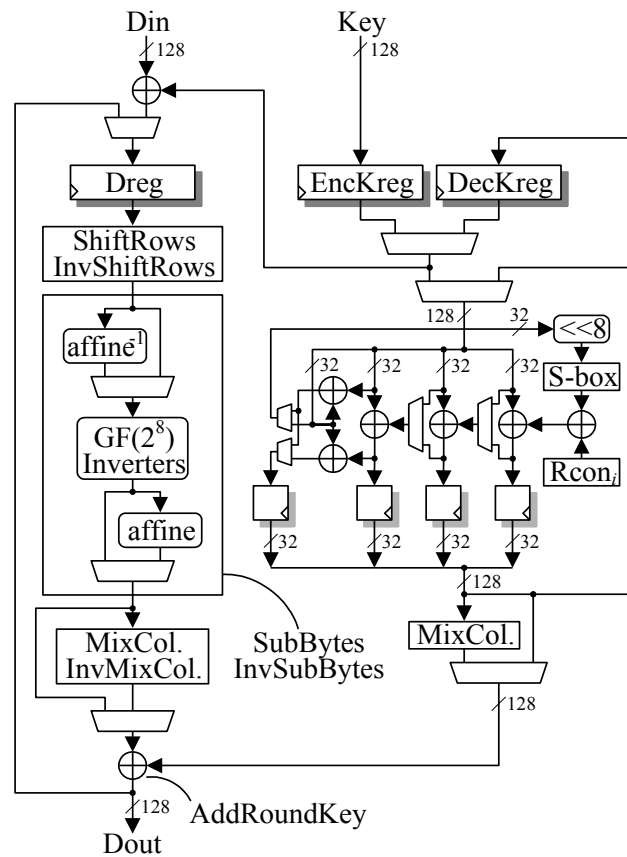 Din
Key
128
128
Dreg
EncKreg
DecKreg
ShiftRows
InvShiftRows
128
32
<<8
affine-1
32
32
32
32
S-box
GF(2^8)
Inverters
Rcon_i
affine
32
32
32
32
128
SubBytes
InvSubBytes
MixCol.
InvMixCol.
MixCol.
128
AddRoundKey
128
Dout